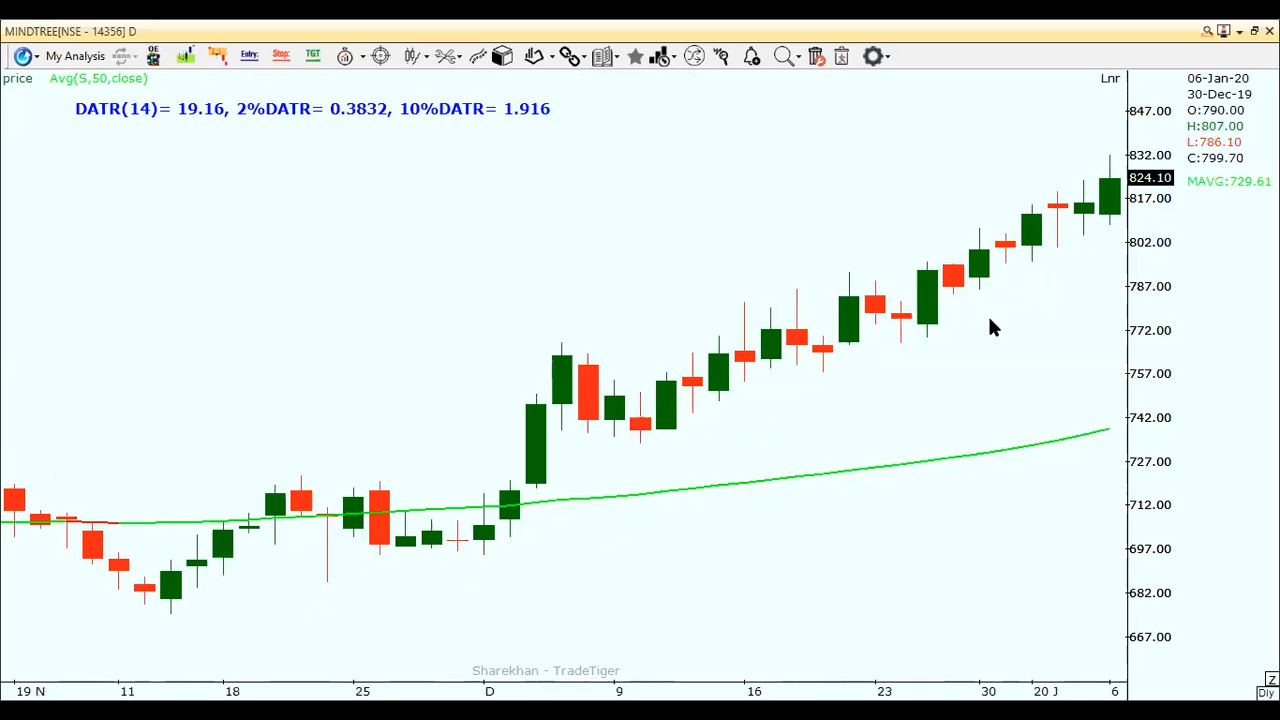 MINDTREE[NSE - 14356] D
My Analysis
OE
Entry:
Stop:
TGT
price Avg(S,50,close)
DATR(14)= 19.16, 2%DATR= 0.3832, 10%DATR= 1.916
Lnr
847.00
832.00
824.10
817.00
802.00
787.00
772.00
757.00
742.00
727.00
712.00
697.00
682.00
667.00
06-Jan-20
30-Dec-19
O:790.00
H:807.00
L:786.10
C:799.70
MAVG:729.61
Sharekhan - TradeTiger
19 N 11 18 25 D 9 16 23 30 20 J 6
Z
Dly